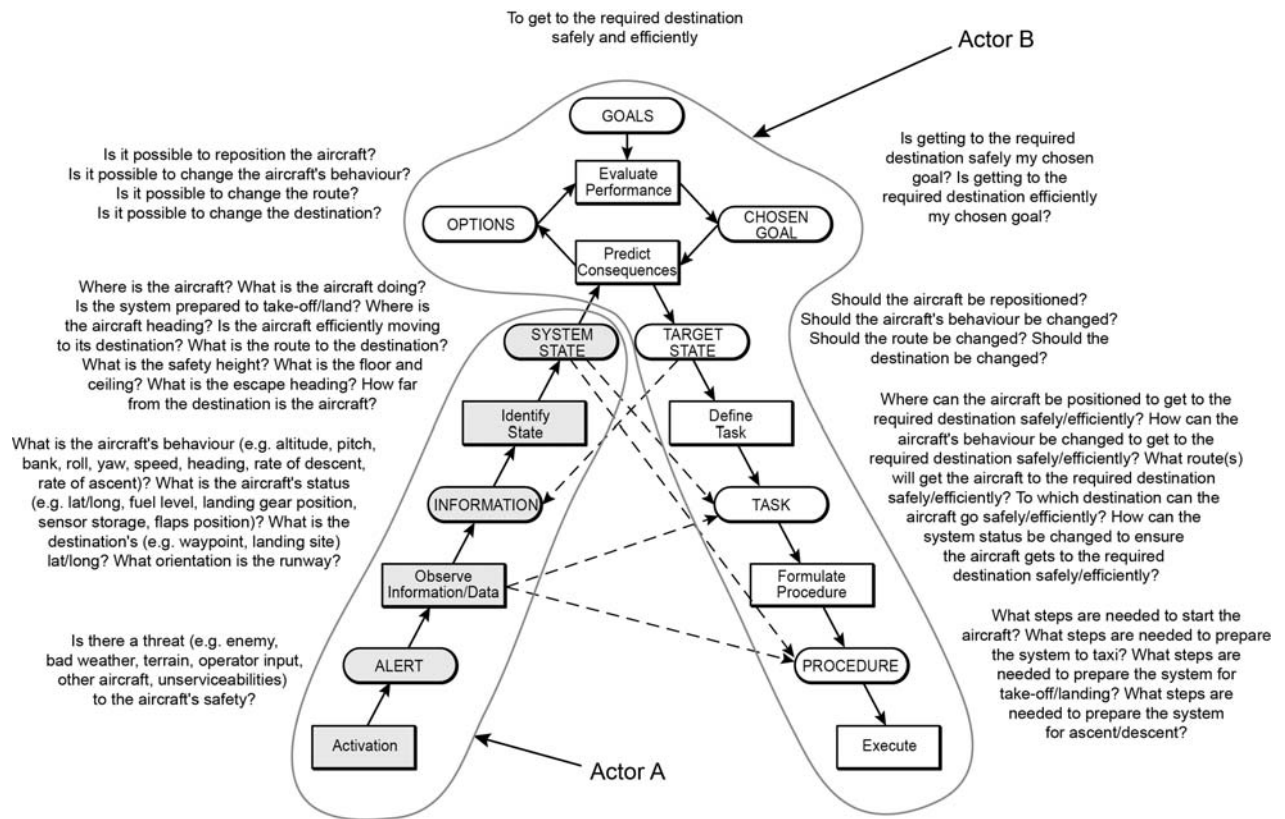 To get to the required destination
safely and efficiently
Actor B
GOALS
Is it possible to reposition the aircraft?
Is it possible to change the aircraft's behaviour?
Is it possible to change the route?
Is it possible to change the destination?
Evaluate
Performance
Is getting to the required
destination safely my chosen
goal? Is getting to the
required destination efficiently
my chosen goal?
OPTIONS
CHOSEN
GOAL
Predict
Consequences
Where is the aircraft? What is the aircraft doing?
Is the system prepared to take-off/land? Where is
the aircraft heading? Is the aircraft efficiently moving
to its destination? What is the route to the destination?
What is the safety height? What is the floor and
ceiling? What is the escape heading? How far
from the destination is the aircraft?
SYSTEM
STATE
TARGET
STATE
Should the aircraft be repositioned?
Should the aircraft's behaviour be changed?
Should the route be changed? Should the
destination be changed?
Identify
State
Define
Task
Where can the aircraft be positioned to get to the
required destination safely/efficiently? How can the
aircraft's behaviour be changed to get to the
required destination safely/efficiently? What route(s)
will get the aircraft to the required destination
safely/efficiently? To which destination can the
aircraft go safely/efficiently? How can the
system status be changed to ensure
the aircraft gets to the required
destination safely/efficiently?
What is the aircraft's behaviour (e.g. altitude, pitch,
bank, roll, yaw, speed, heading, rate of descent,
rate of ascent)? What is the aircraft's status
(e.g. lat/long, fuel level, landing gear position,
sensor storage, flaps position)? What is the
destination's (e.g. waypoint, landing site)
lat/long? What orientation is the runway?
INFORMATION
TASK
Observe
Information/Data
Formulate
Procedure
Is there a threat (e.g. enemy,
bad weather, terrain, operator input,
other aircraft, unserviceabilities)
to the aircraft's safety?
ALERT
PROCEDURE
What steps are needed to start the
aircraft? What steps are needed to prepare
the system to taxi? What steps are
needed to prepare the system for
take-off/landing? What steps are
needed to prepare the system
for ascent/descent?
Activation
Execute
Actor A